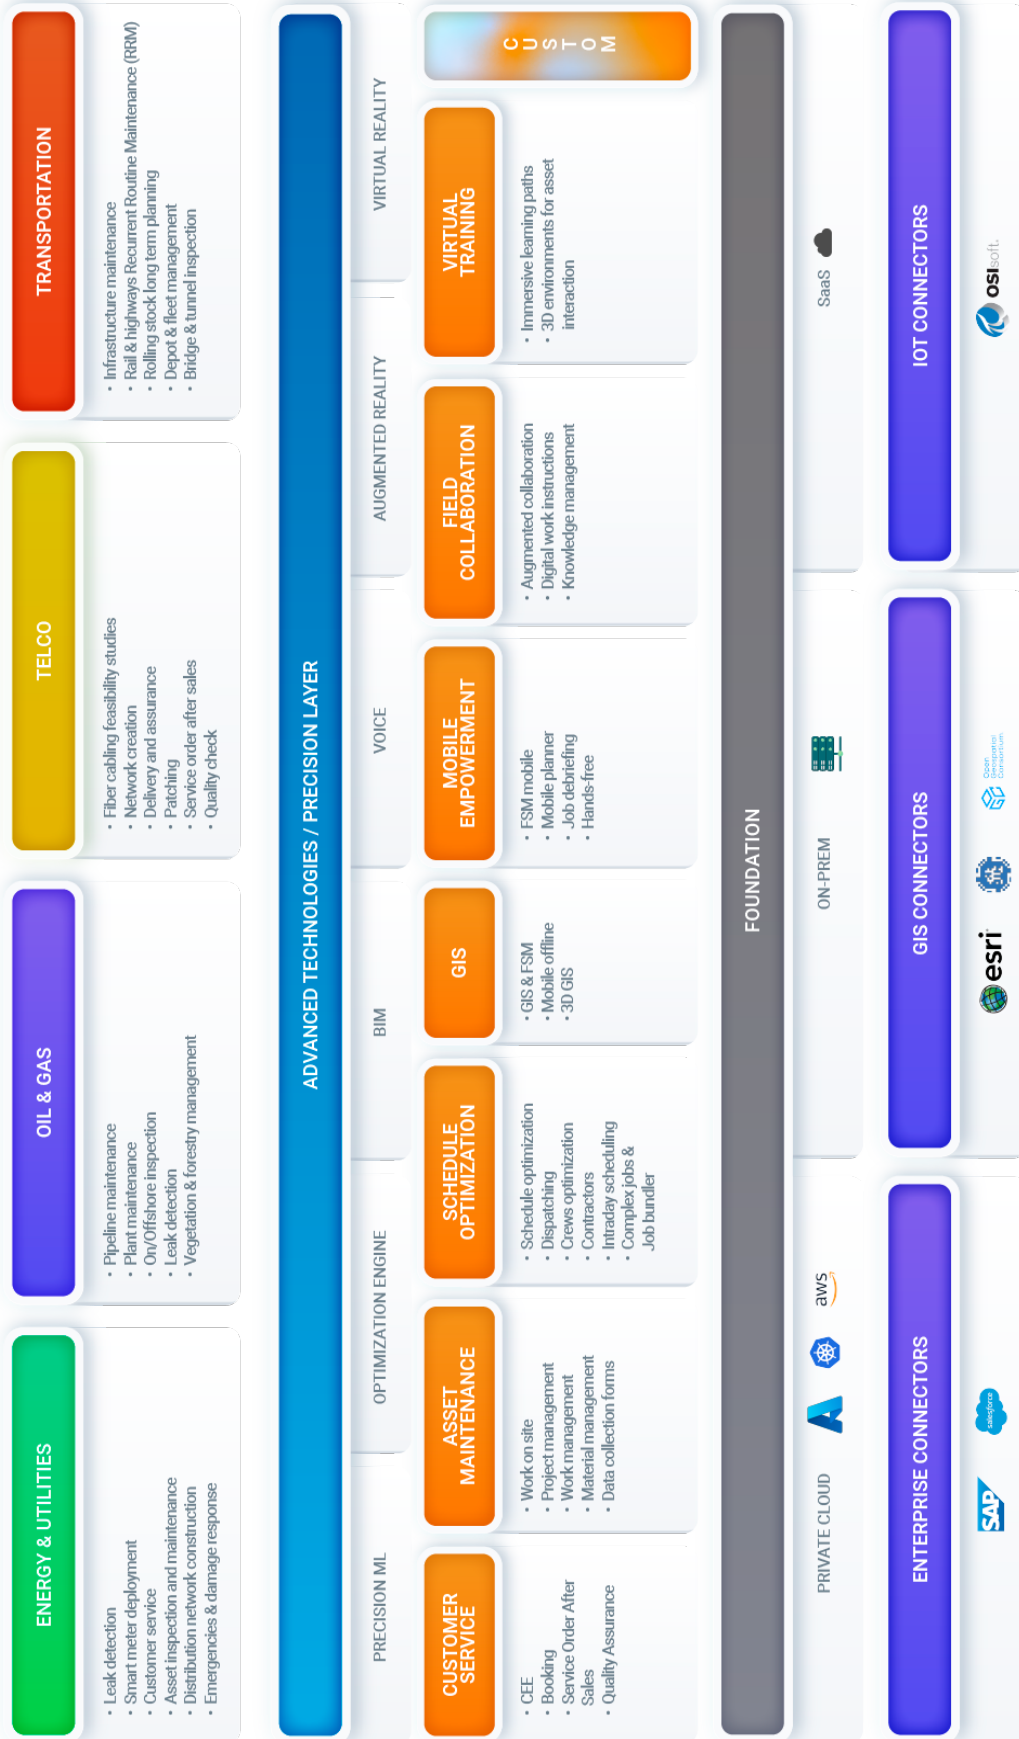 ENERGY & UTILITIES
• Leak detection
• Smart meter deployment
• Customer service
• Asset inspection and maintenance
• Distribution network construction
• Emergencies & damage response
OIL & GAS
• Pipeline maintenance
• Plant maintenance
• On/Offshore inspection
• Leak detection
• Vegetation & forestry management
TELCO
• Fiber cabling feasibility studies
• Network creation
• Delivery and assurance
• Patching
• Service order after sales
• Quality check
TRANSPORTATION
• Infrastructure maintenance
• Rail & highways Recurrent Routine Maintenance (RRM)
• Rolling stock long term planning
• Depot & fleet management
• Bridge & tunnel inspection
ADVANCED TECHNOLOGIES / PRECISION LAYER
PRECISION ML
OPTIMIZATION ENGINE
BIM
VOICE
AUGMENTED REALITY
VIRTUAL REALITY
CUSTOMER
SERVICE
• CEE
• Booking
• Service Order After
Sales
• Quality Assurance
ASSET
MAINTENANCE
• Work on site
• Project management
• Work management
• Material management
• Data collection forms
SCHEDULE
OPTIMIZATION
• Schedule optimization
• Dispatching
• Crews optimization
• Contractors
• Intraday scheduling
• Complex jobs &
Job bundler
GIS
• GIS & FSM
• Mobile offline
• 3D GIS
MOBILE
EMPOWERMENT
• FSM mobile
• Mobile planner
• Job debriefing
• Hands-free
FIELD
COLLABORATION
• Augmented collaboration
• Digital work instructions
• Knowledge management
VIRTUAL
TRAINING
• Immersive learning paths
• 3D environments for asset
interaction
CUSTOM
FOUNDATION
PRIVATE CLOUD
aws
ON-PREM
SaaS
ENTERPRISE CONNECTORS
SAP
salesforce
GIS CONNECTORS
esri
Open
Geospatial
Consortium
IOT CONNECTORS
OSIsoft.